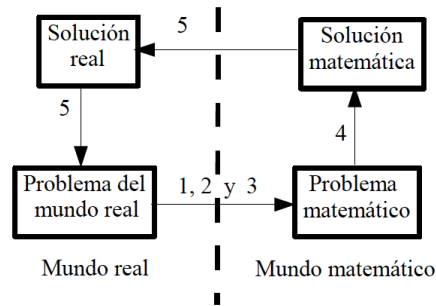 5
Solución
real
Solución
matemática
5
4
Problema del
mundo real
1, 2 y 3
Problema
matemático
Mundo real
Mundo matemático